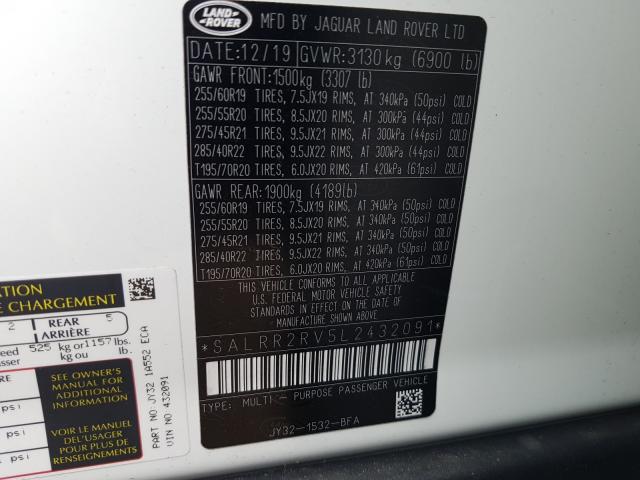 LAND-
ROVER
MFD BY JAGUAR LAND ROVER LTD
DATE:12/19 GVWR:3130kg (6900 lb)
GAWR FRONT:1500kg (3307 lb)
255/60R19 TIRES, 7.5JX19 RIMS, AT 340kPa (50psi) COLD
255/55R20 TIRES, 8.5JX20 RIMS, AT 300kPa (44psi) COLD
275/45R21 TIRES, 9.5JX21 RIMS, AT 300kPa (44psi) COLD
285/40R22 TIRES, 9.5JX22 RIMS, AT 300kPa (44psi) COLD
T195/70R20 TIRES, 6.0JX20 RIMS, AT 420kPa (61psi) COLD
GAWR REAR:1900kg (4189lb)
255/60R19 TIRES, 7.5JX19 RIMS, AT 340kPa (50psi) COLD
255/55R20 TIRES, 8.5JX20 RIMS, AT 340kPa (50psi) COLD
275/45R21 TIRES, 9.5JX21 RIMS, AT 340kPa (50psi) COLD
285/40R22 TIRES, 9.5JX22 RIMS, AT 340kPa (50psi) COLD
T195/70R20 TIRES, 6.0JX20 RIMS, AT 420kPa (61psi) COLD
THIS VEHICLE CONFORMS TO ALL APPLICABLE
U.S. FEDERAL MOTOR VEHICLE SAFETY
STANDARDS IN EFFECT ON THE DATE OF
MANUFACTURE SHOWN ABOVE
*SALRR2RV5L2432091*
TYPE: MULTI - PURPOSE PASSENGER VEHICLE
JY32-1532-BFA
ATION
E CHARGEMENT
2 REAR 5
ARRIÈRE
525 kg or 1157 lbs.
kg ou lb.
SEE OWNER'S
MANUAL FOR
ADDITIONAL
INFORMATION
psi
VOIR LE MANUEL
DE L'USAGER
POUR PLUS DE
RENSEIGNEMENTS
psi
PART NO. JY32 1A552 ECA
VIN NO 432091